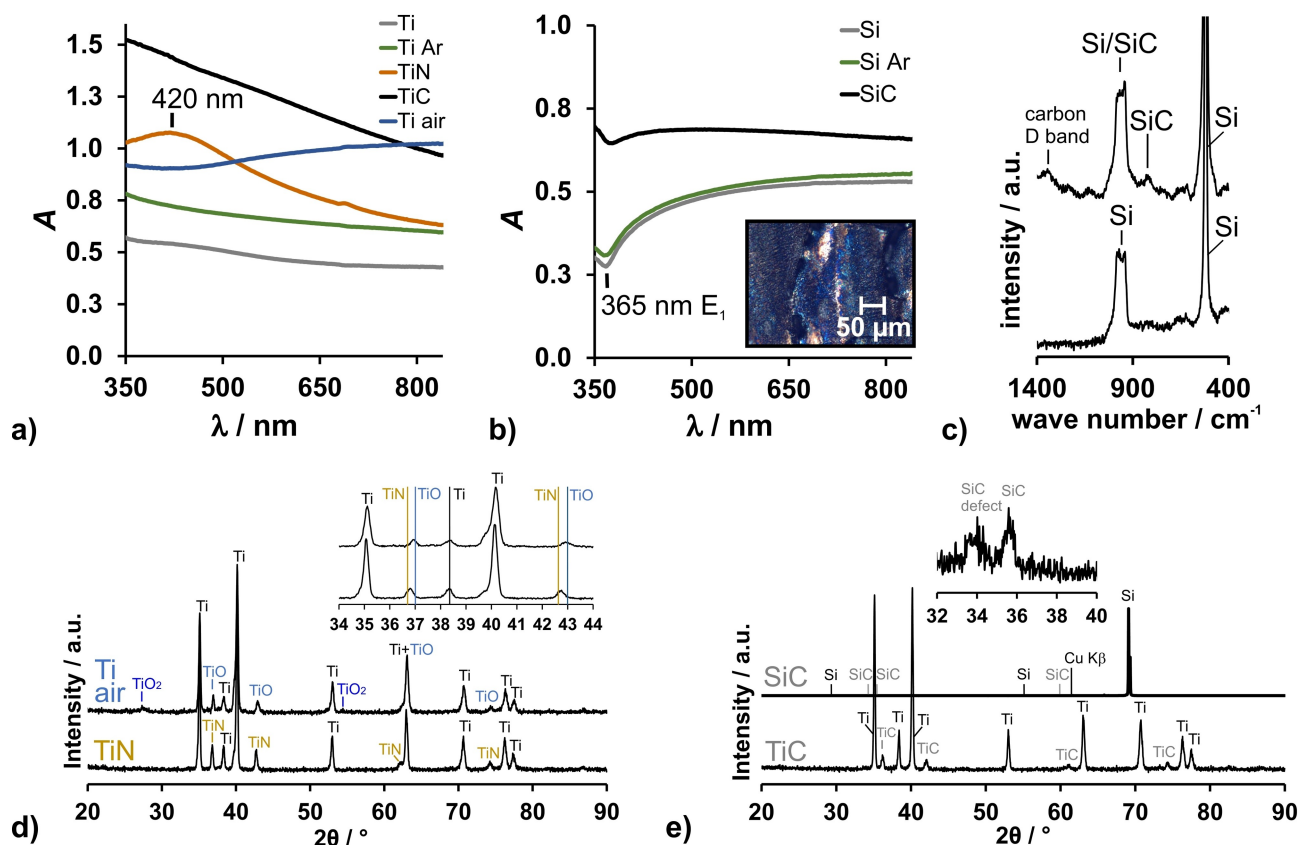 1.5
1.3
1.0
0.8
0.5
0.3
0.0
A
420 nm
Ti
Ti Ar
TiN
TiC
Ti air
350 500 650 800
λ / nm
a)
1.0
0.8
0.5
0.3
0.0
A
Si
Si Ar
SiC
365 nm E1
50 µm
350 500 650 800
λ / nm
b)
Si/SiC
carbon
D band
SiC
Si
Si
Si
intensity / a.u.
1400 900 400
wave number / cm-1
c)
Ti TiN TiO Ti Ti TiN TiO
34 35 36 37 38 39 40 41 42 43 44
Intensity / a.u.
Ti
air
TiO2 Ti TiO Ti Ti TiO Ti TiO2 Ti+TiO Ti TiO Ti Ti
TiN
TiN Ti TiN Ti TiN Ti TiN Ti Ti
20 30 40 50 60 70 80 90
2θ / °
d)
SiC
defect
SiC
32 34 36 38 40
Intensity / a.u.
SiC
Si SiC SiC Si SiC Cu Kβ Si
TiC
Ti TiC Ti Ti TiC Ti TiC Ti Ti TiC Ti Ti
20 30 40 50 60 70 80 90
2θ / °
e)